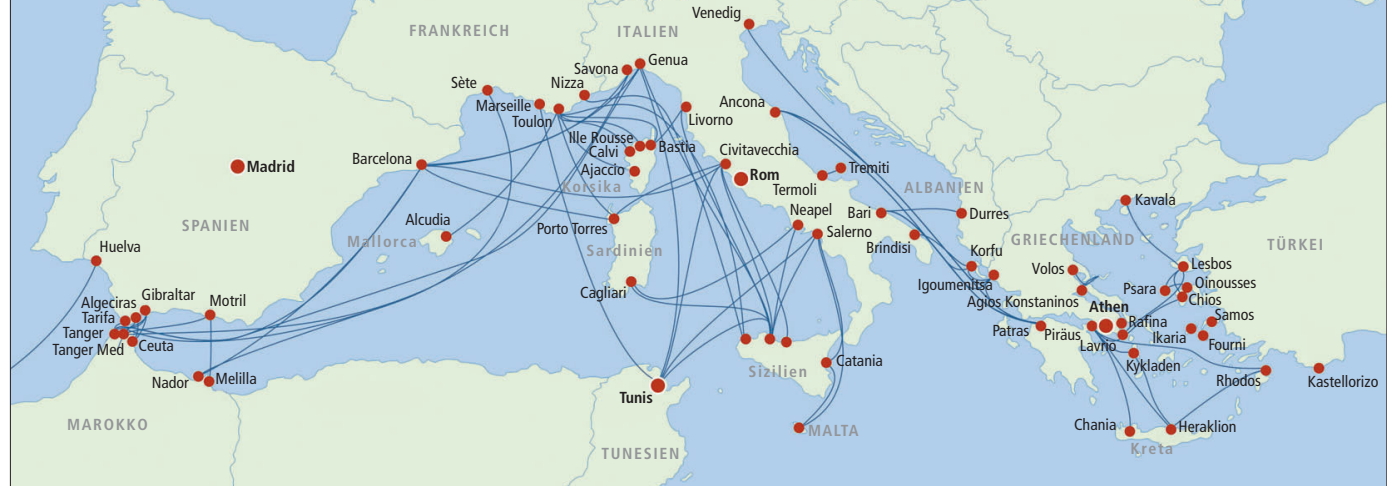 Venedig
FRANKREICH
ITALIEN
Savona
Genua
Sète
Nizza
Marseille
Toulon
Livorno
Ancona
Ille Rousse
Calvi
Bastia
Ajaccio
Korsika
Civitavecchia
Rom
Tremiti
Termoli
Barcelona
Madrid
SPANIEN
Alcudia
Mallorca
Porto Torres
Sardinien
Cagliari
Neapel
Salerno
Bari
Brindisi
ALBANIEN
Durres
Kavala
GRIECHENLAND
TÜRKEI
Korfu
Igoumenitsa
Volos
Lesbos
Psara
Oinousses
Chios
Agios Konstaninos
Athen
Rafina
Samos
Patras
Piräus
Lavrio
Ikaria
Fourni
Kykladen
Rhodos
Kastellorizo
Huelva
Gibraltar
Algeciras
Tarifa
Motril
Tanger
Tanger Med
Ceuta
Nador
Melilla
Tunis
Sizilien
Catania
MALTA
Chania
Heraklion
Kreta
MAROKKO
TUNESIEN